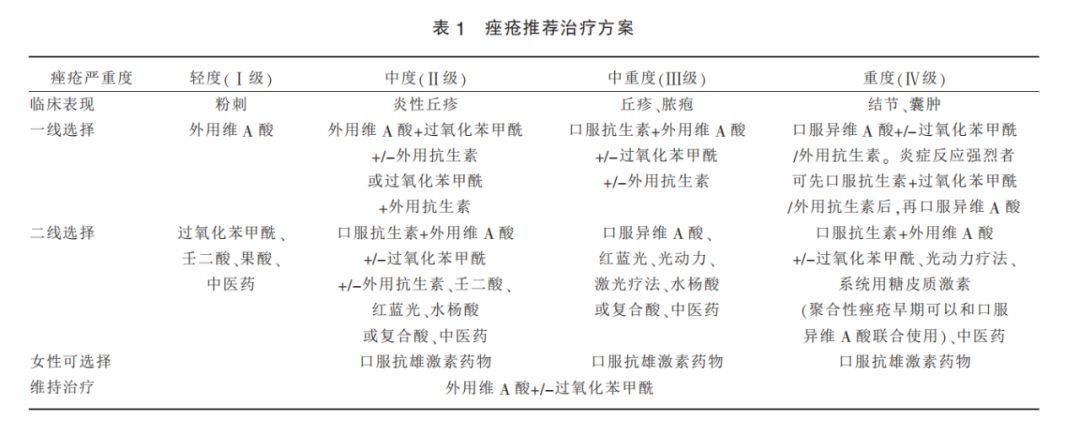 表 1 痤疮推荐治疗方案
痤疮严重度 轻度(Ⅰ级) 中度(Ⅱ级) 中重度(Ⅲ级) 重度(Ⅳ级)
临床表现 粉刺 炎性丘疹 丘疹、脓疱 结节、囊肿
一线选择 外用维 A 酸 外用维 A 酸+过氧化苯甲酰 口服抗生素+外用维 A 酸 口服异维 A 酸+/−过氧化苯甲酰
+/−外用抗生素 +/−过氧化苯甲酰 /外用抗生素。炎症反应强烈者
或过氧化苯甲酰 +/−外用抗生素 可先口服抗生素+过氧化苯甲酰
+外用抗生素 /外用抗生素后,再口服异维 A 酸
二线选择 过氧化苯甲酰、 口服抗生素+外用维 A 酸 口服异维 A 酸、 口服抗生素+外用维 A 酸
壬二酸、果酸、 +/−过氧化苯甲酰 红蓝光、光动力、 +/−过氧化苯甲酰、光动力疗法、
中医药 +/−外用抗生素、壬二酸、 激光疗法、水杨酸 系统用糖皮质激素
红蓝光、水杨酸 或复合酸、中医药 (聚合性痤疮早期可以和口服
或复合酸、中医药 异维 A 酸联合使用)、中医药
女性可选择 口服抗雄激素药物 口服抗雄激素药物 口服抗雄激素药物
维持治疗 外用维 A 酸+/−过氧化苯甲酰